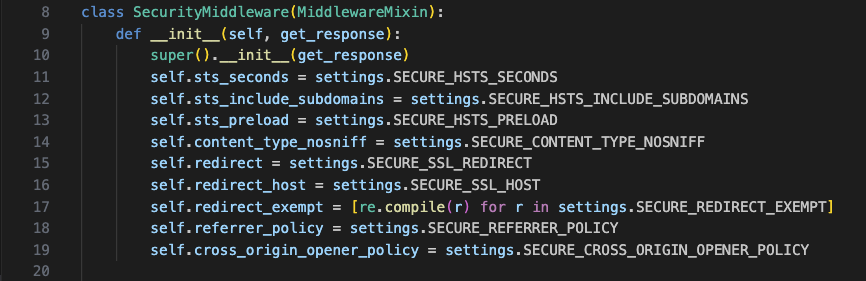 8 class SecurityMiddleware(MiddlewareMixin):
9     def __init__(self, get_response):
10         super().__init__(get_response)
11         self.sts_seconds = settings.SECURE_HSTS_SECONDS
12         self.sts_include_subdomains = settings.SECURE_HSTS_INCLUDE_SUBDOMAINS
13         self.sts_preload = settings.SECURE_HSTS_PRELOAD
14         self.content_type_nosniff = settings.SECURE_CONTENT_TYPE_NOSNIFF
15         self.redirect = settings.SECURE_SSL_REDIRECT
16         self.redirect_host = settings.SECURE_SSL_HOST
17         self.redirect_exempt = [re.compile(r) for r in settings.SECURE_REDIRECT_EXEMPT]
18         self.referrer_policy = settings.SECURE_REFERRER_POLICY
19         self.cross_origin_opener_policy = settings.SECURE_CROSS_ORIGIN_OPENER_POLICY
20